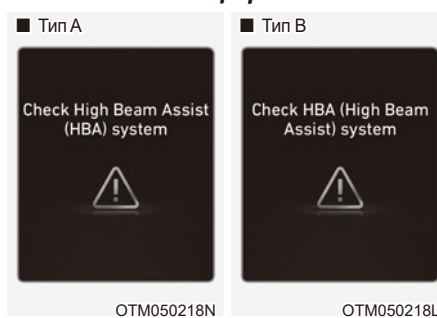 ■ Тип A
Check High Beam Assist
(HBA) system
OTM050218N
■ Тип B
Check HBA (High Beam
Assist) system
OTM050218L